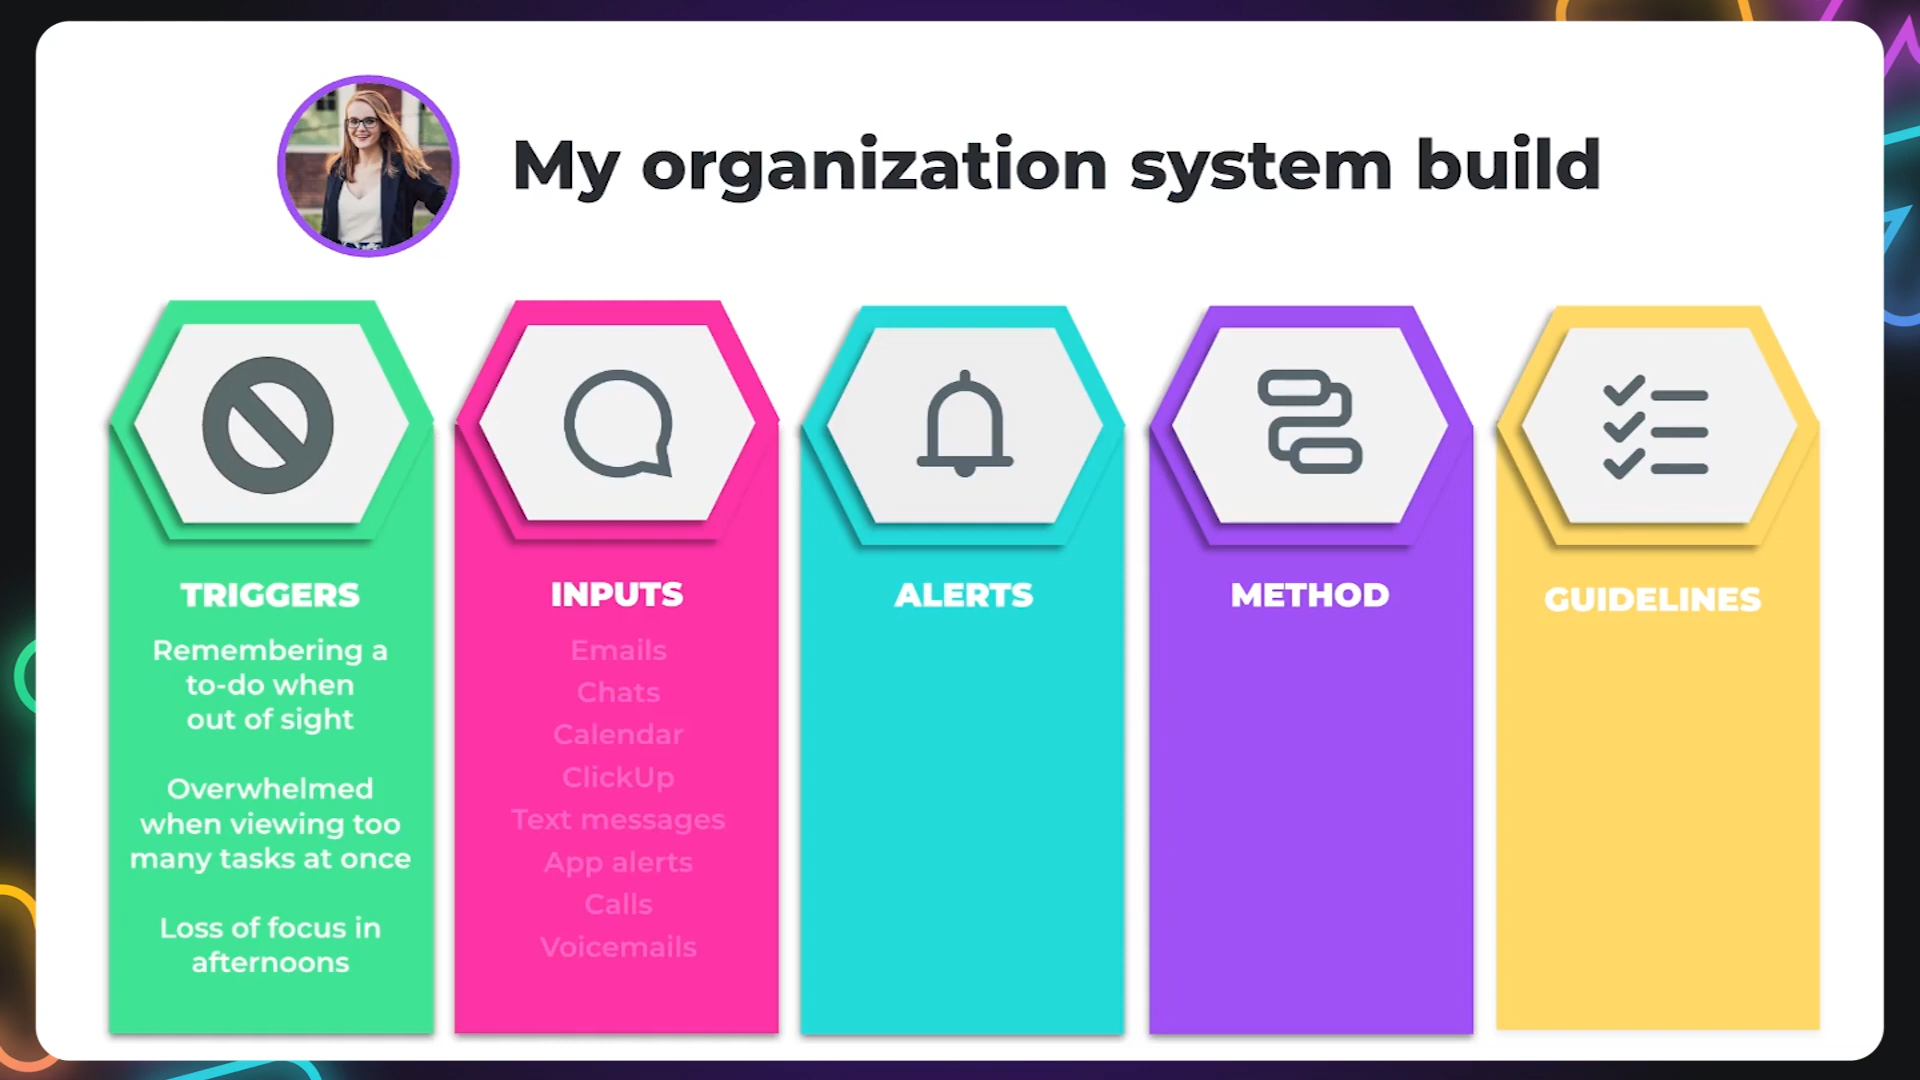 My organization system build
TRIGGERS
Remembering a
to-do when
out of sight
Overwhelmed
when viewing too
many tasks at once
Loss of focus in
afternoons
INPUTS
Emails
Chats
Calendar
ClickUp
Text messages
App alerts
Calls
Voicemails
ALERTS
METHOD
GUIDELINES